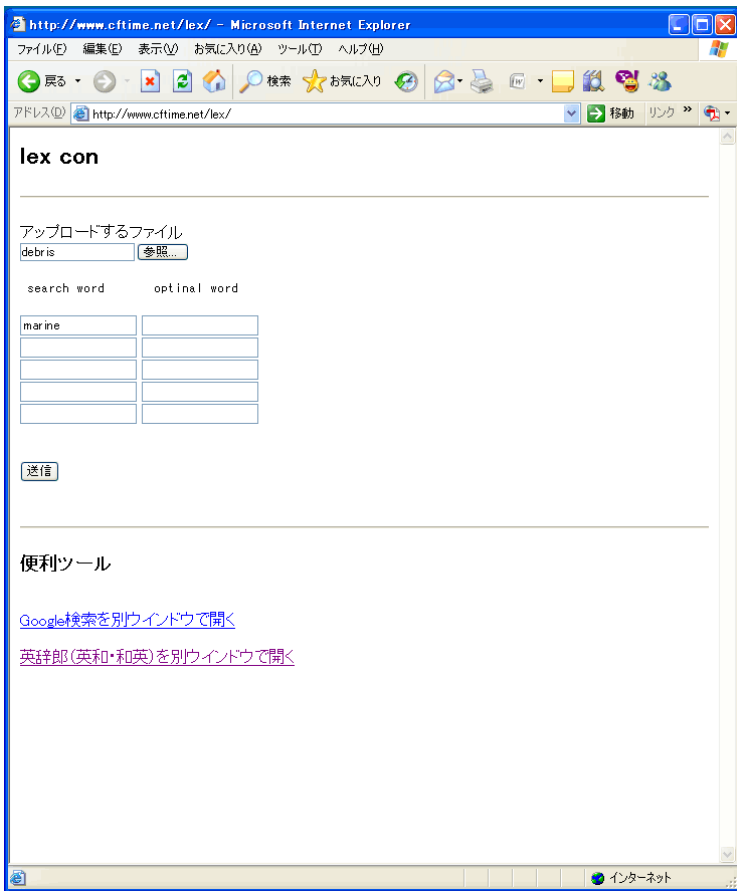 http://www.cftime.net/lex/ - Microsoft Internet Explorer
ファイル(F) 編集(E) 表示(V) お気に入り(A) ツール(T) ヘルプ(H)
戻る 検索 お気に入り
アドレス(D) http://www.cftime.net/lex/ 移動 リンク »
lex con
アップロードするファイル
debris 参照...
search word optinal word
marine
送信
便利ツール
Google検索を別ウインドウで開く
英辞郎(英和・和英)を別ウインドウで開く
インターネット